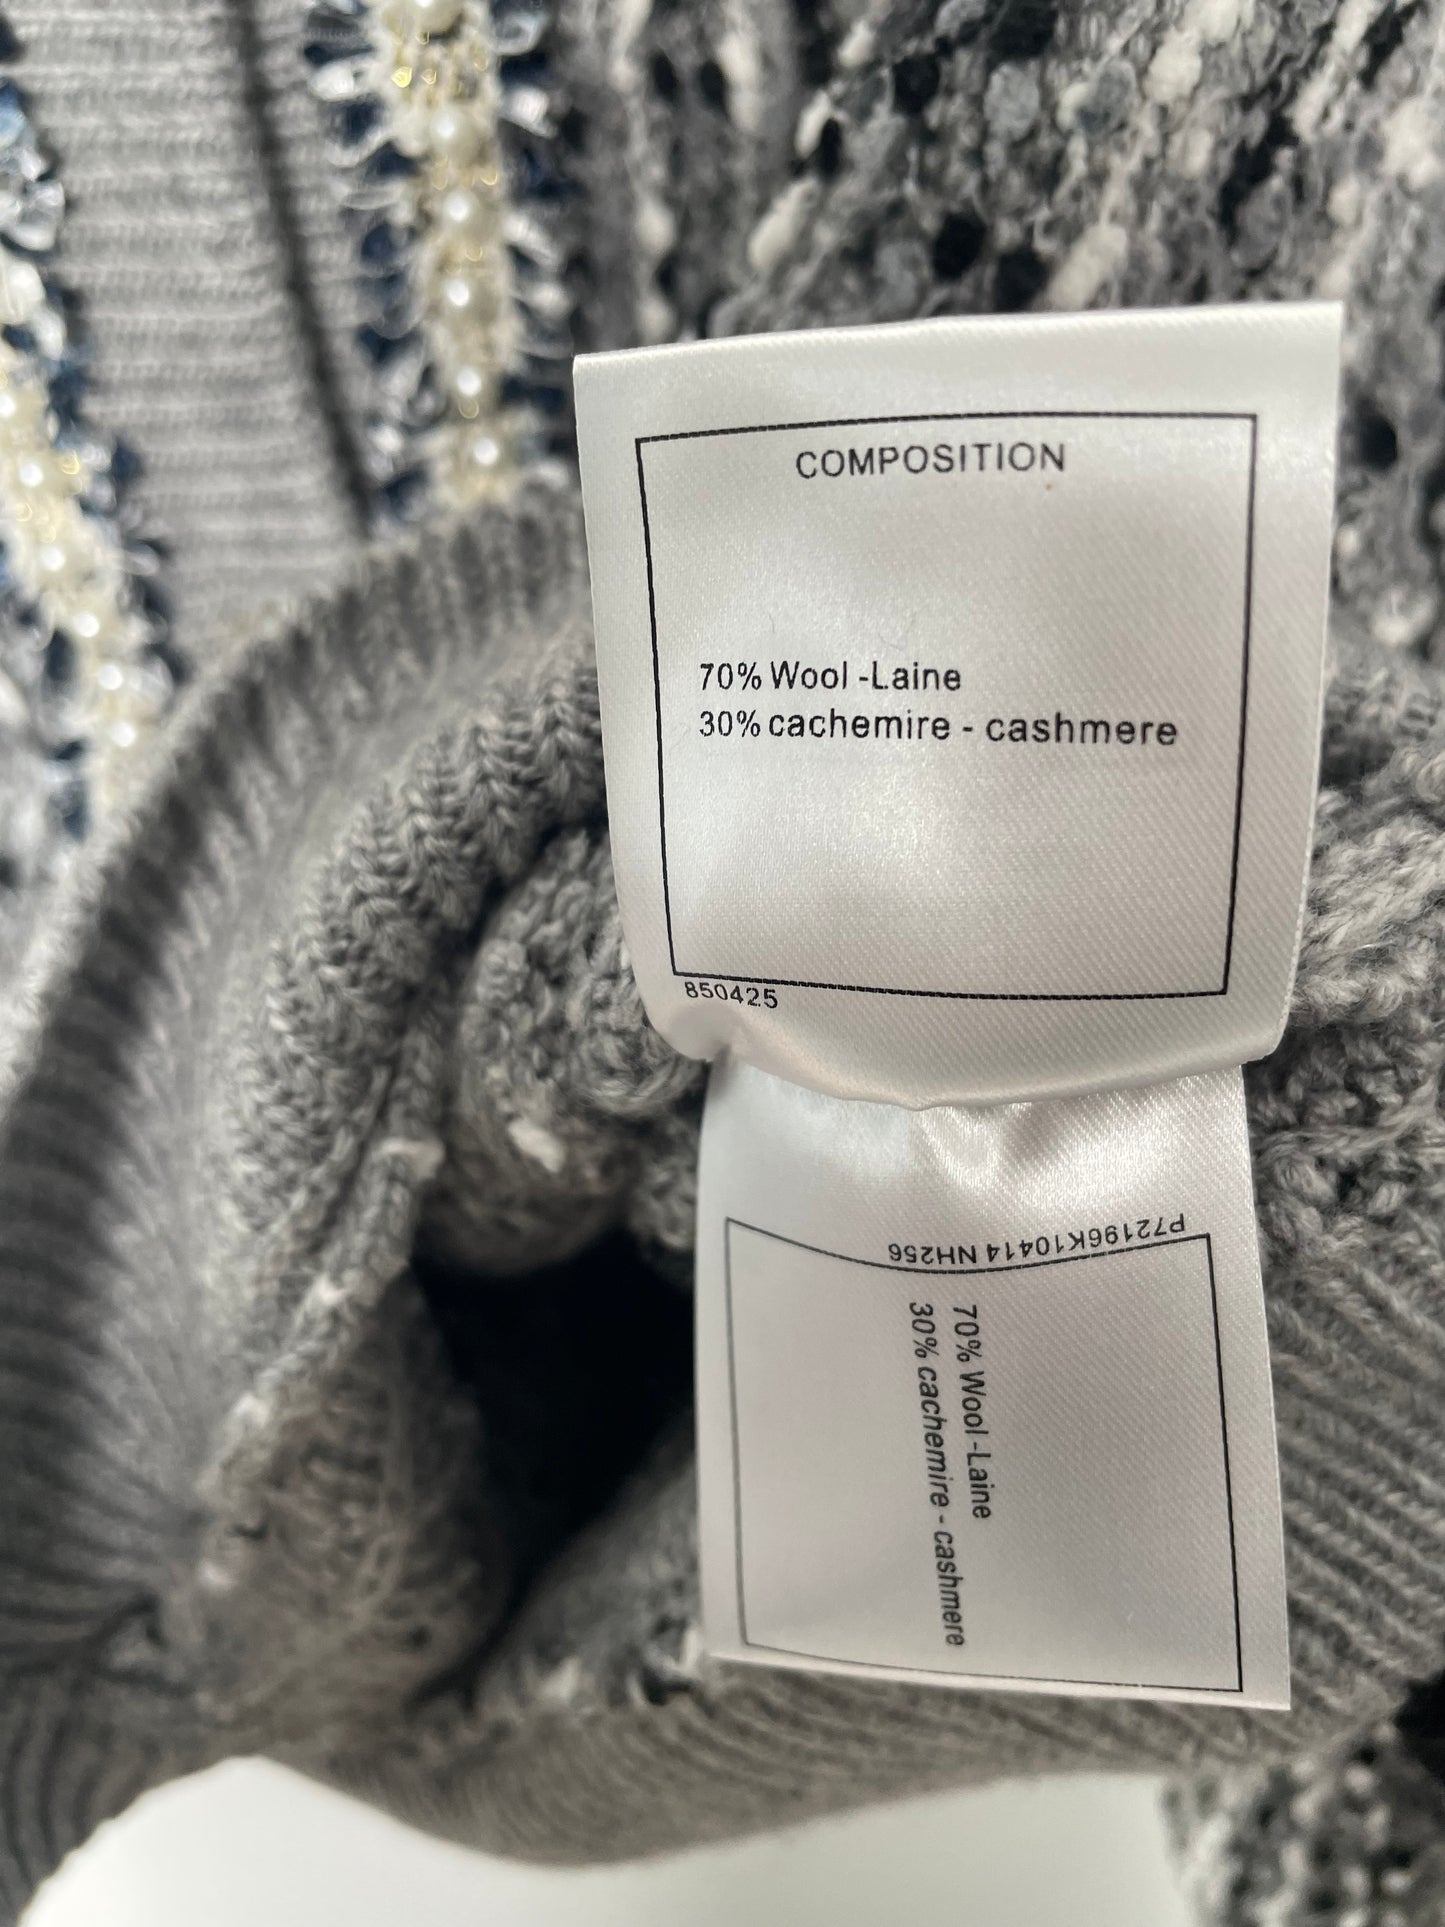 COMPOSITION
70% Wool -Laine
30% cachemire - cashmere
850425
P72196K10414 NH256
70% Wool -Laine
30% cachemire - cashmere